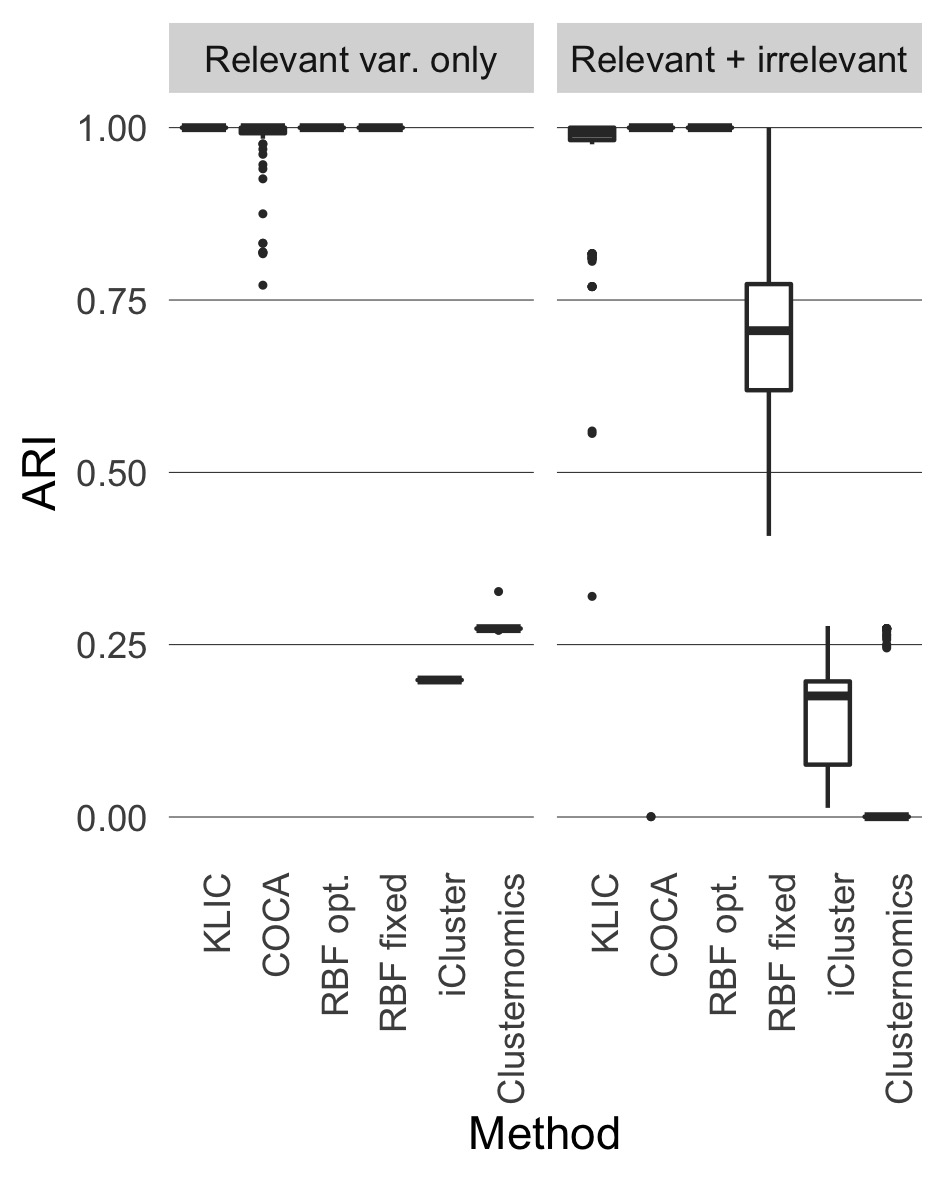 Relevant var. only
Relevant + irrelevant
1.00
0.75
0.50
0.25
0.00
ARI
KLIC
COCA
RBF opt.
RBF fixed
iCluster
Clusternomics
KLIC
COCA
RBF opt.
RBF fixed
iCluster
Clusternomics
Method